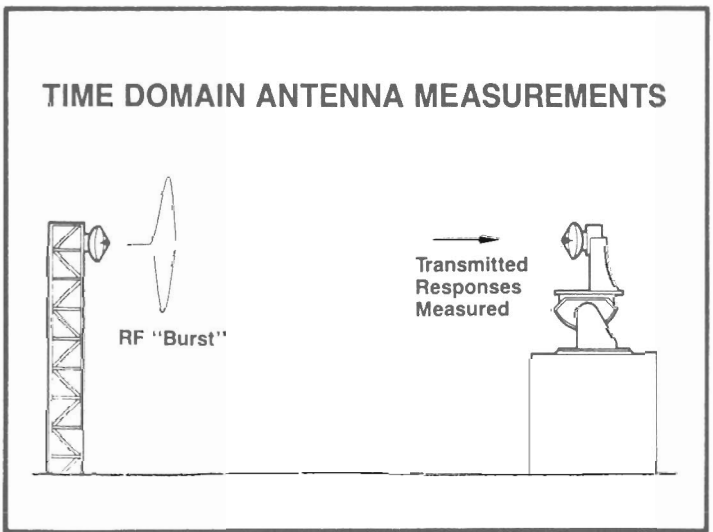 TIME DOMAIN ANTENNA MEASUREMENTS
RF "Burst"
Transmitted
Responses
Measured